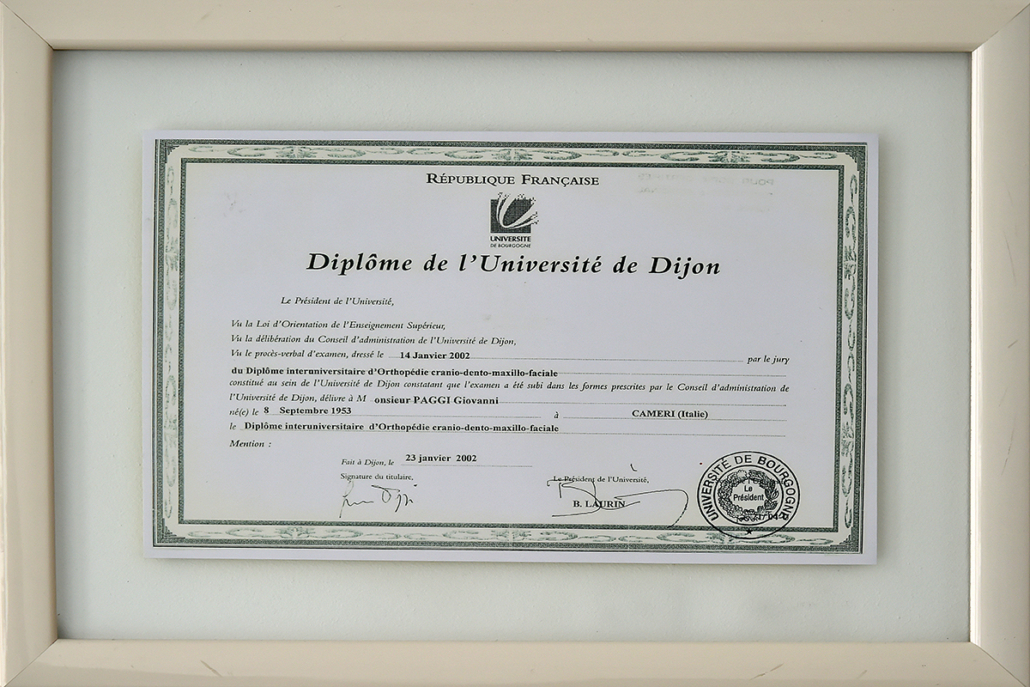 RÉPUBLIQUE FRANÇAISE
UNIVERSITE
DE BOURGOGNE
Diplôme de l'Université de Dijon
Le Président de l'Université,
Vu la Loi d'Orientation de l'Enseignement Supérieur,
Vu la délibération du Conseil d'administration de l'Université de Dijon,
Vu le procès-verbal d'examen, dressé le 14 Janvier 2002 par le jury
du Diplôme interuniversitaire d'Orthopédie cranio-dento-maxillo-faciale
constitué au sein de l'Université de Dijon constatant que l'examen a été subi dans les formes prescrites par le Conseil d'administration de
l'Université de Dijon, délivre à M onsieur PAGGI Giovanni
né(e) le 8 Septembre 1953 à CAMERI (Italie)
le Diplôme interuniversitaire d'Orthopédie cranio-dento-maxillo-faciale
Mention :
Fait à Dijon, le 23 janvier 2002
Signature du titulaire, Le Président de l'Université,
B. LAURIN
UNIVERSITÉ DE BOURGOGNE
Le
Président